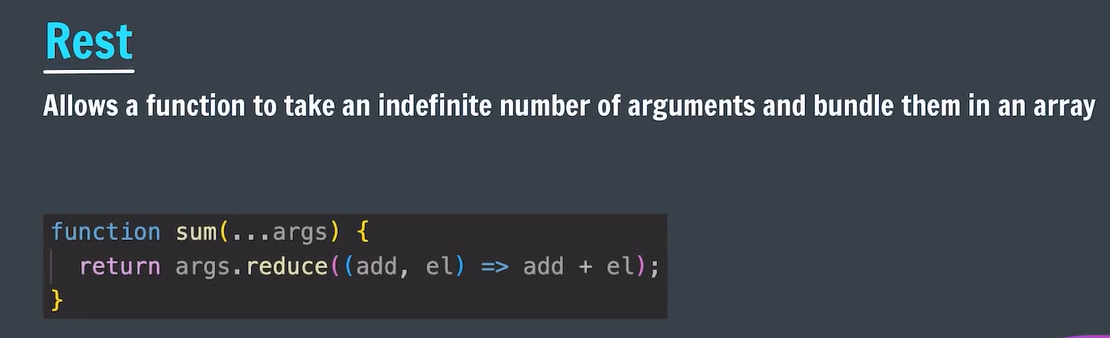 Rest
Allows a function to take an indefinite number of arguments and bundle them in an array
function sum(...args) {
  return args.reduce((add, el) => add + el);
}